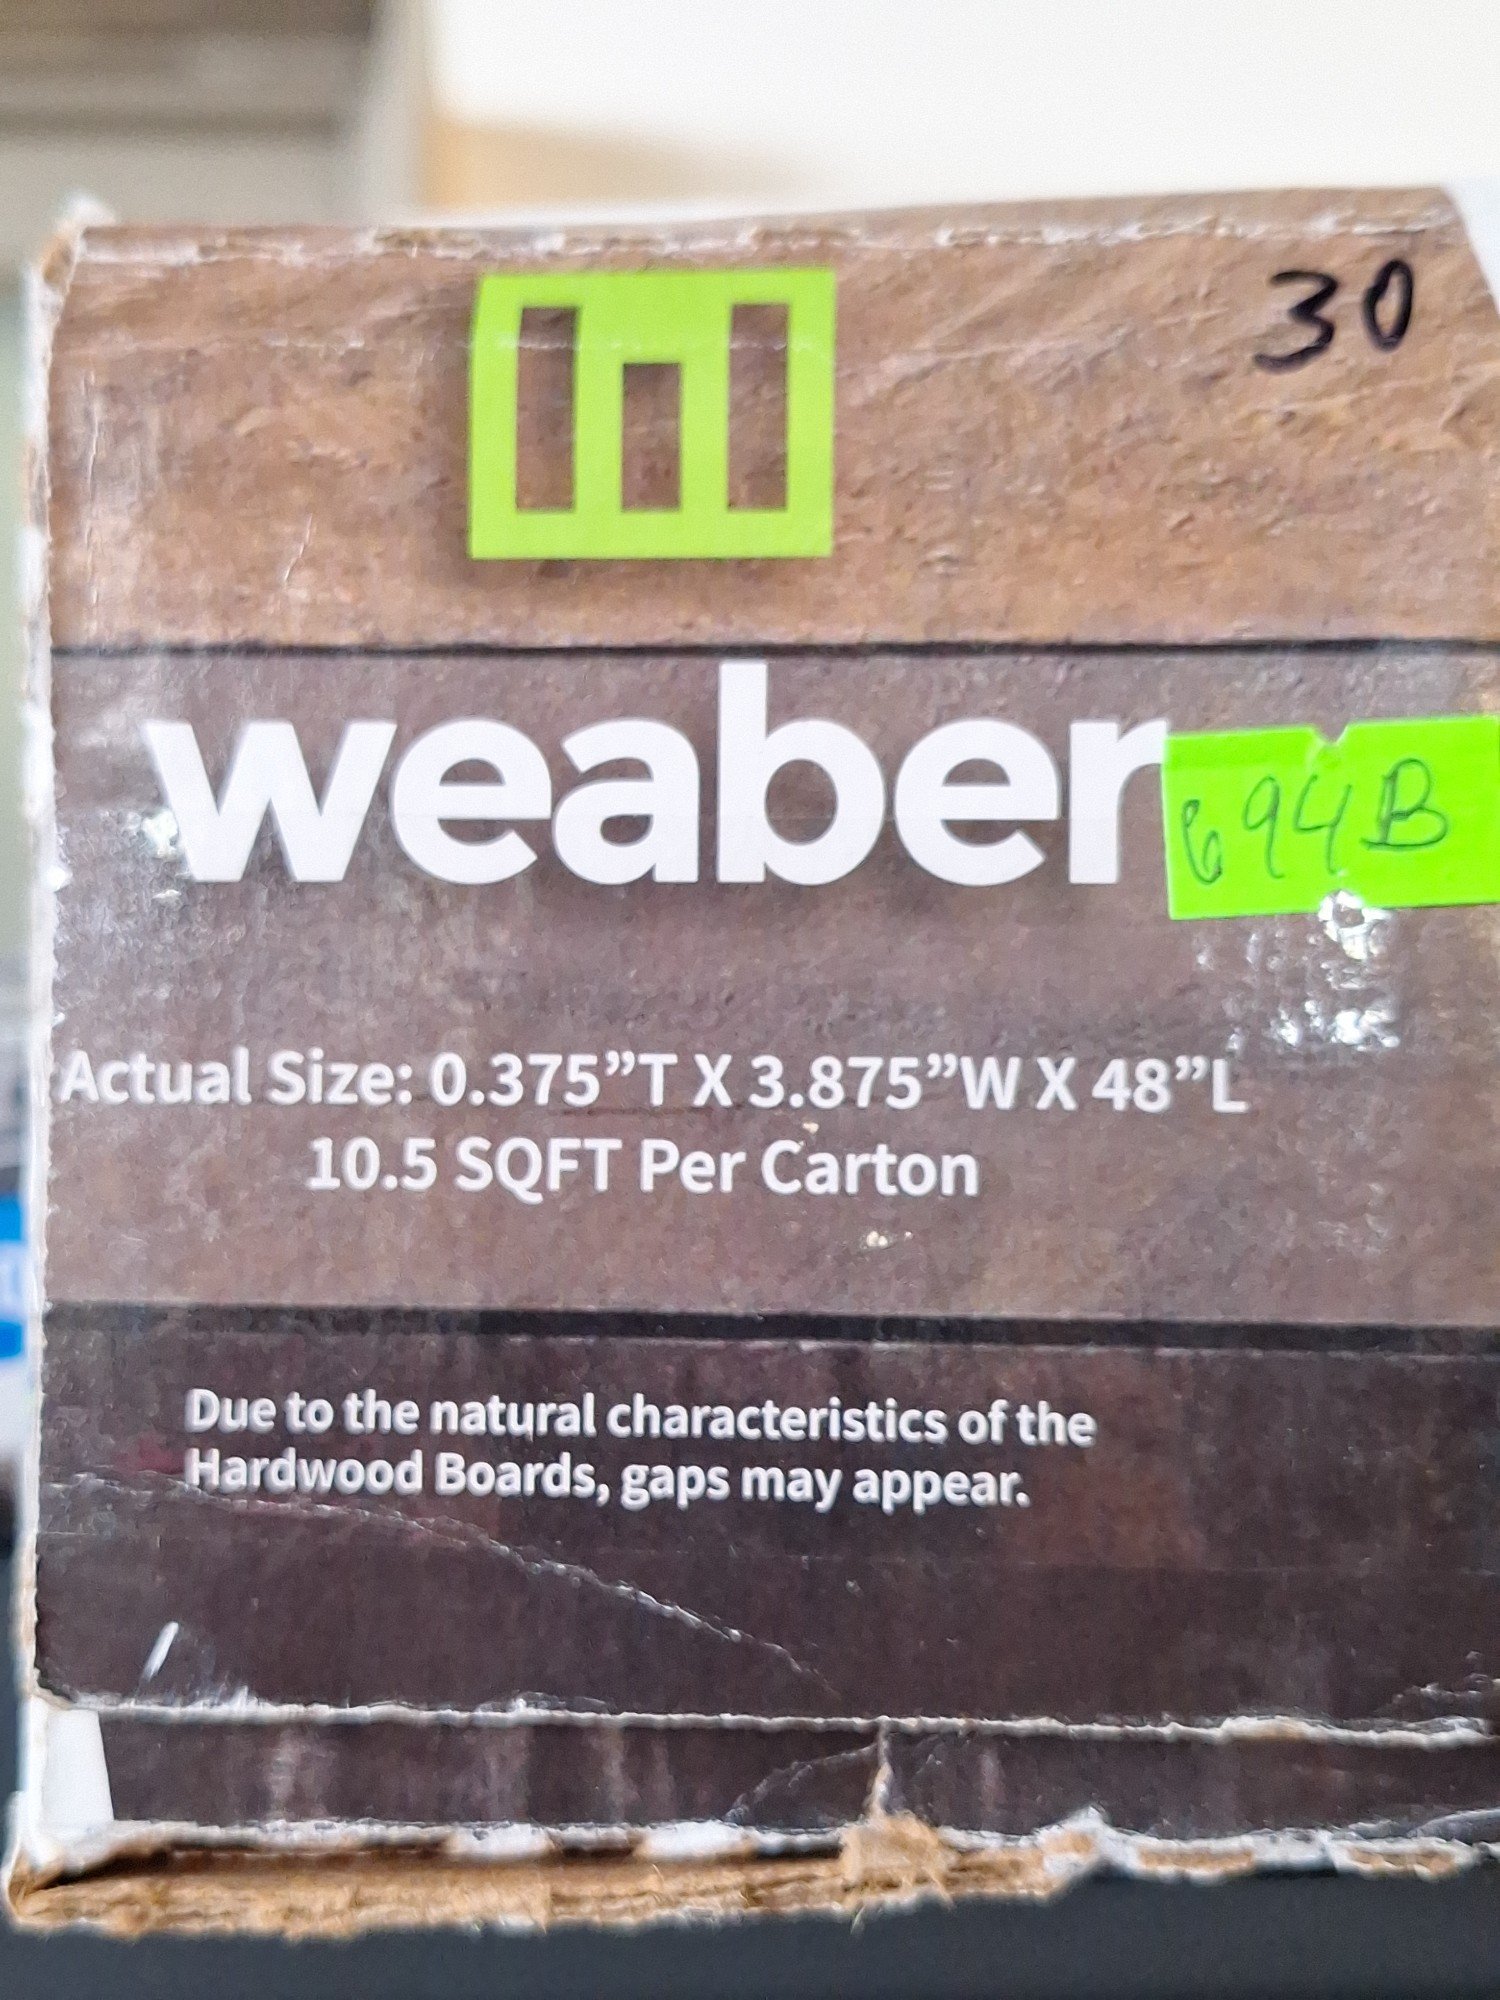 30
weaber
694B
Actual Size: 0.375”T X 3.875”W X 48”L
10.5 SQFT Per Carton
Due to the natural characteristics of the
Hardwood Boards, gaps may appear.